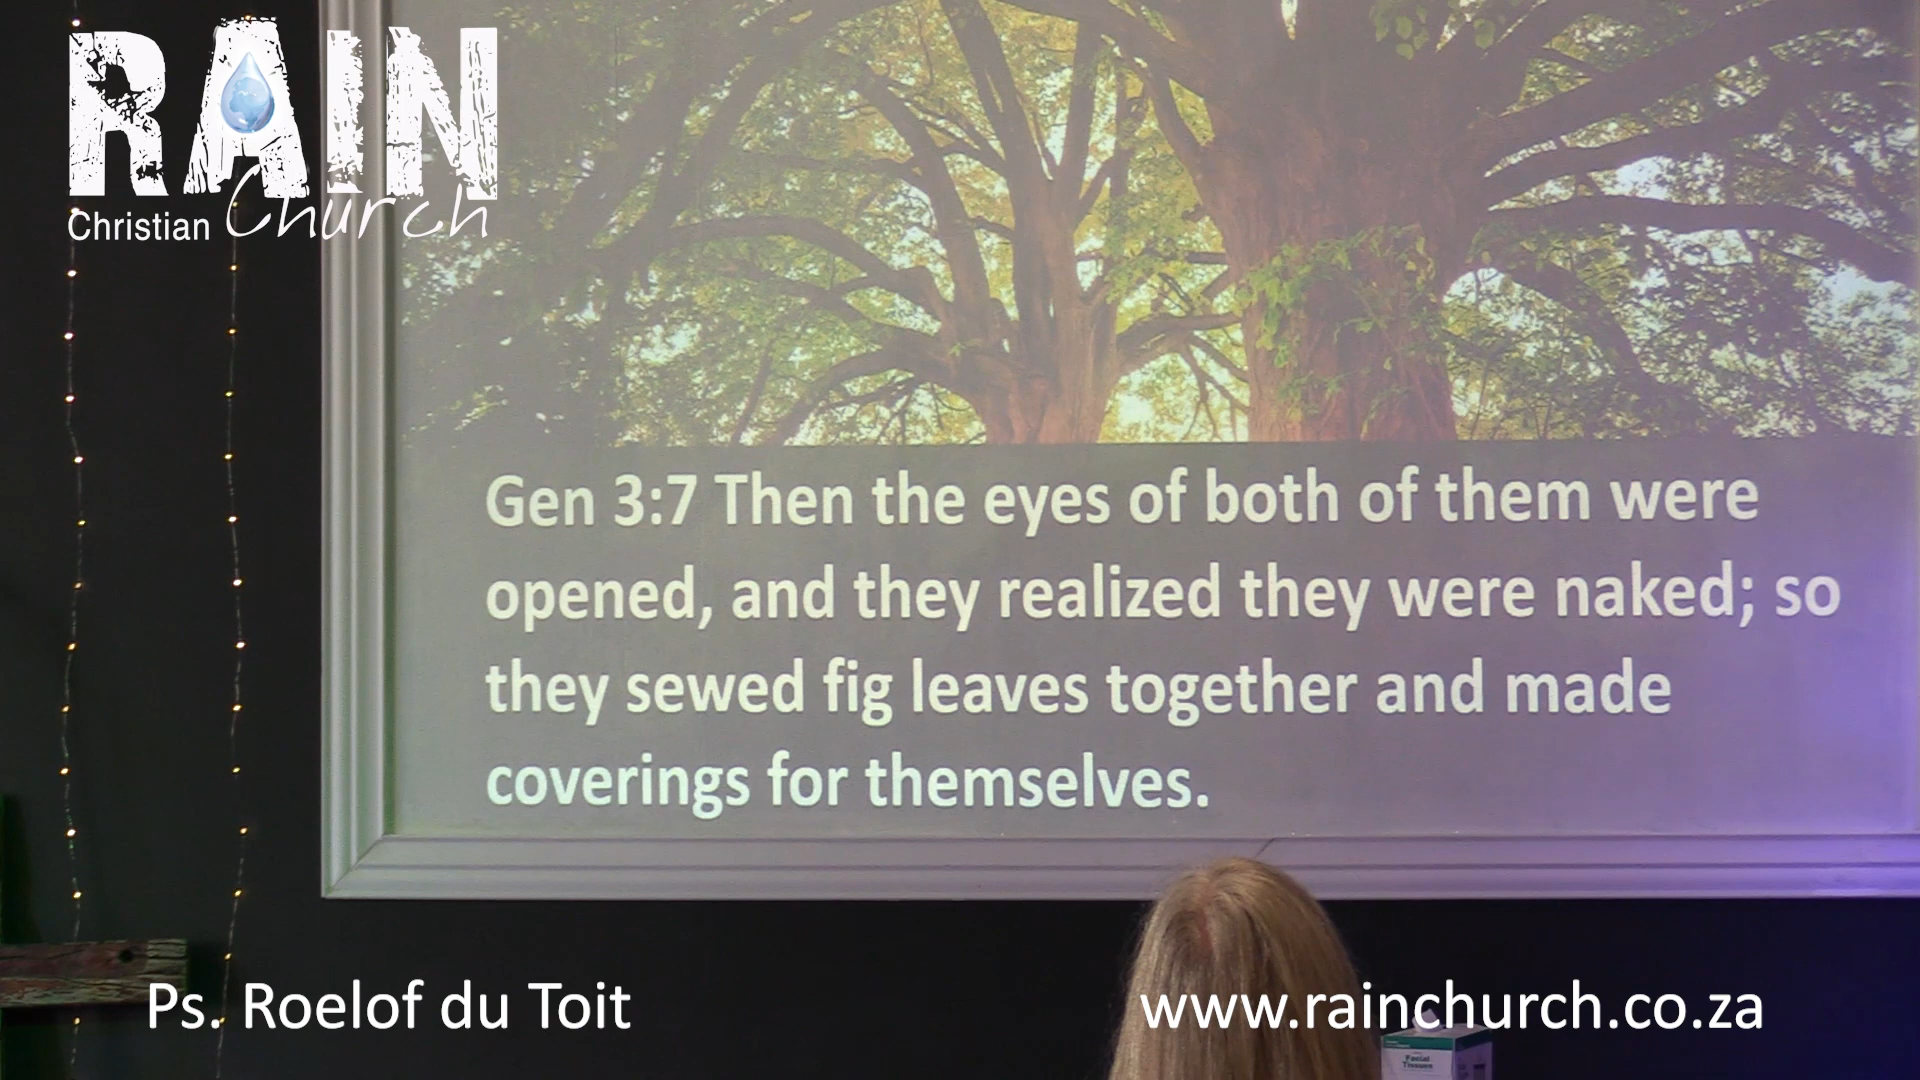 RAIN
Christian Church
Gen 3:7 Then the eyes of both of them were
opened, and they realized they were naked; so
they sewed fig leaves together and made
coverings for themselves.
Ps. Roelof du Toit
www.rainchurch.co.za
Facial
Tissues